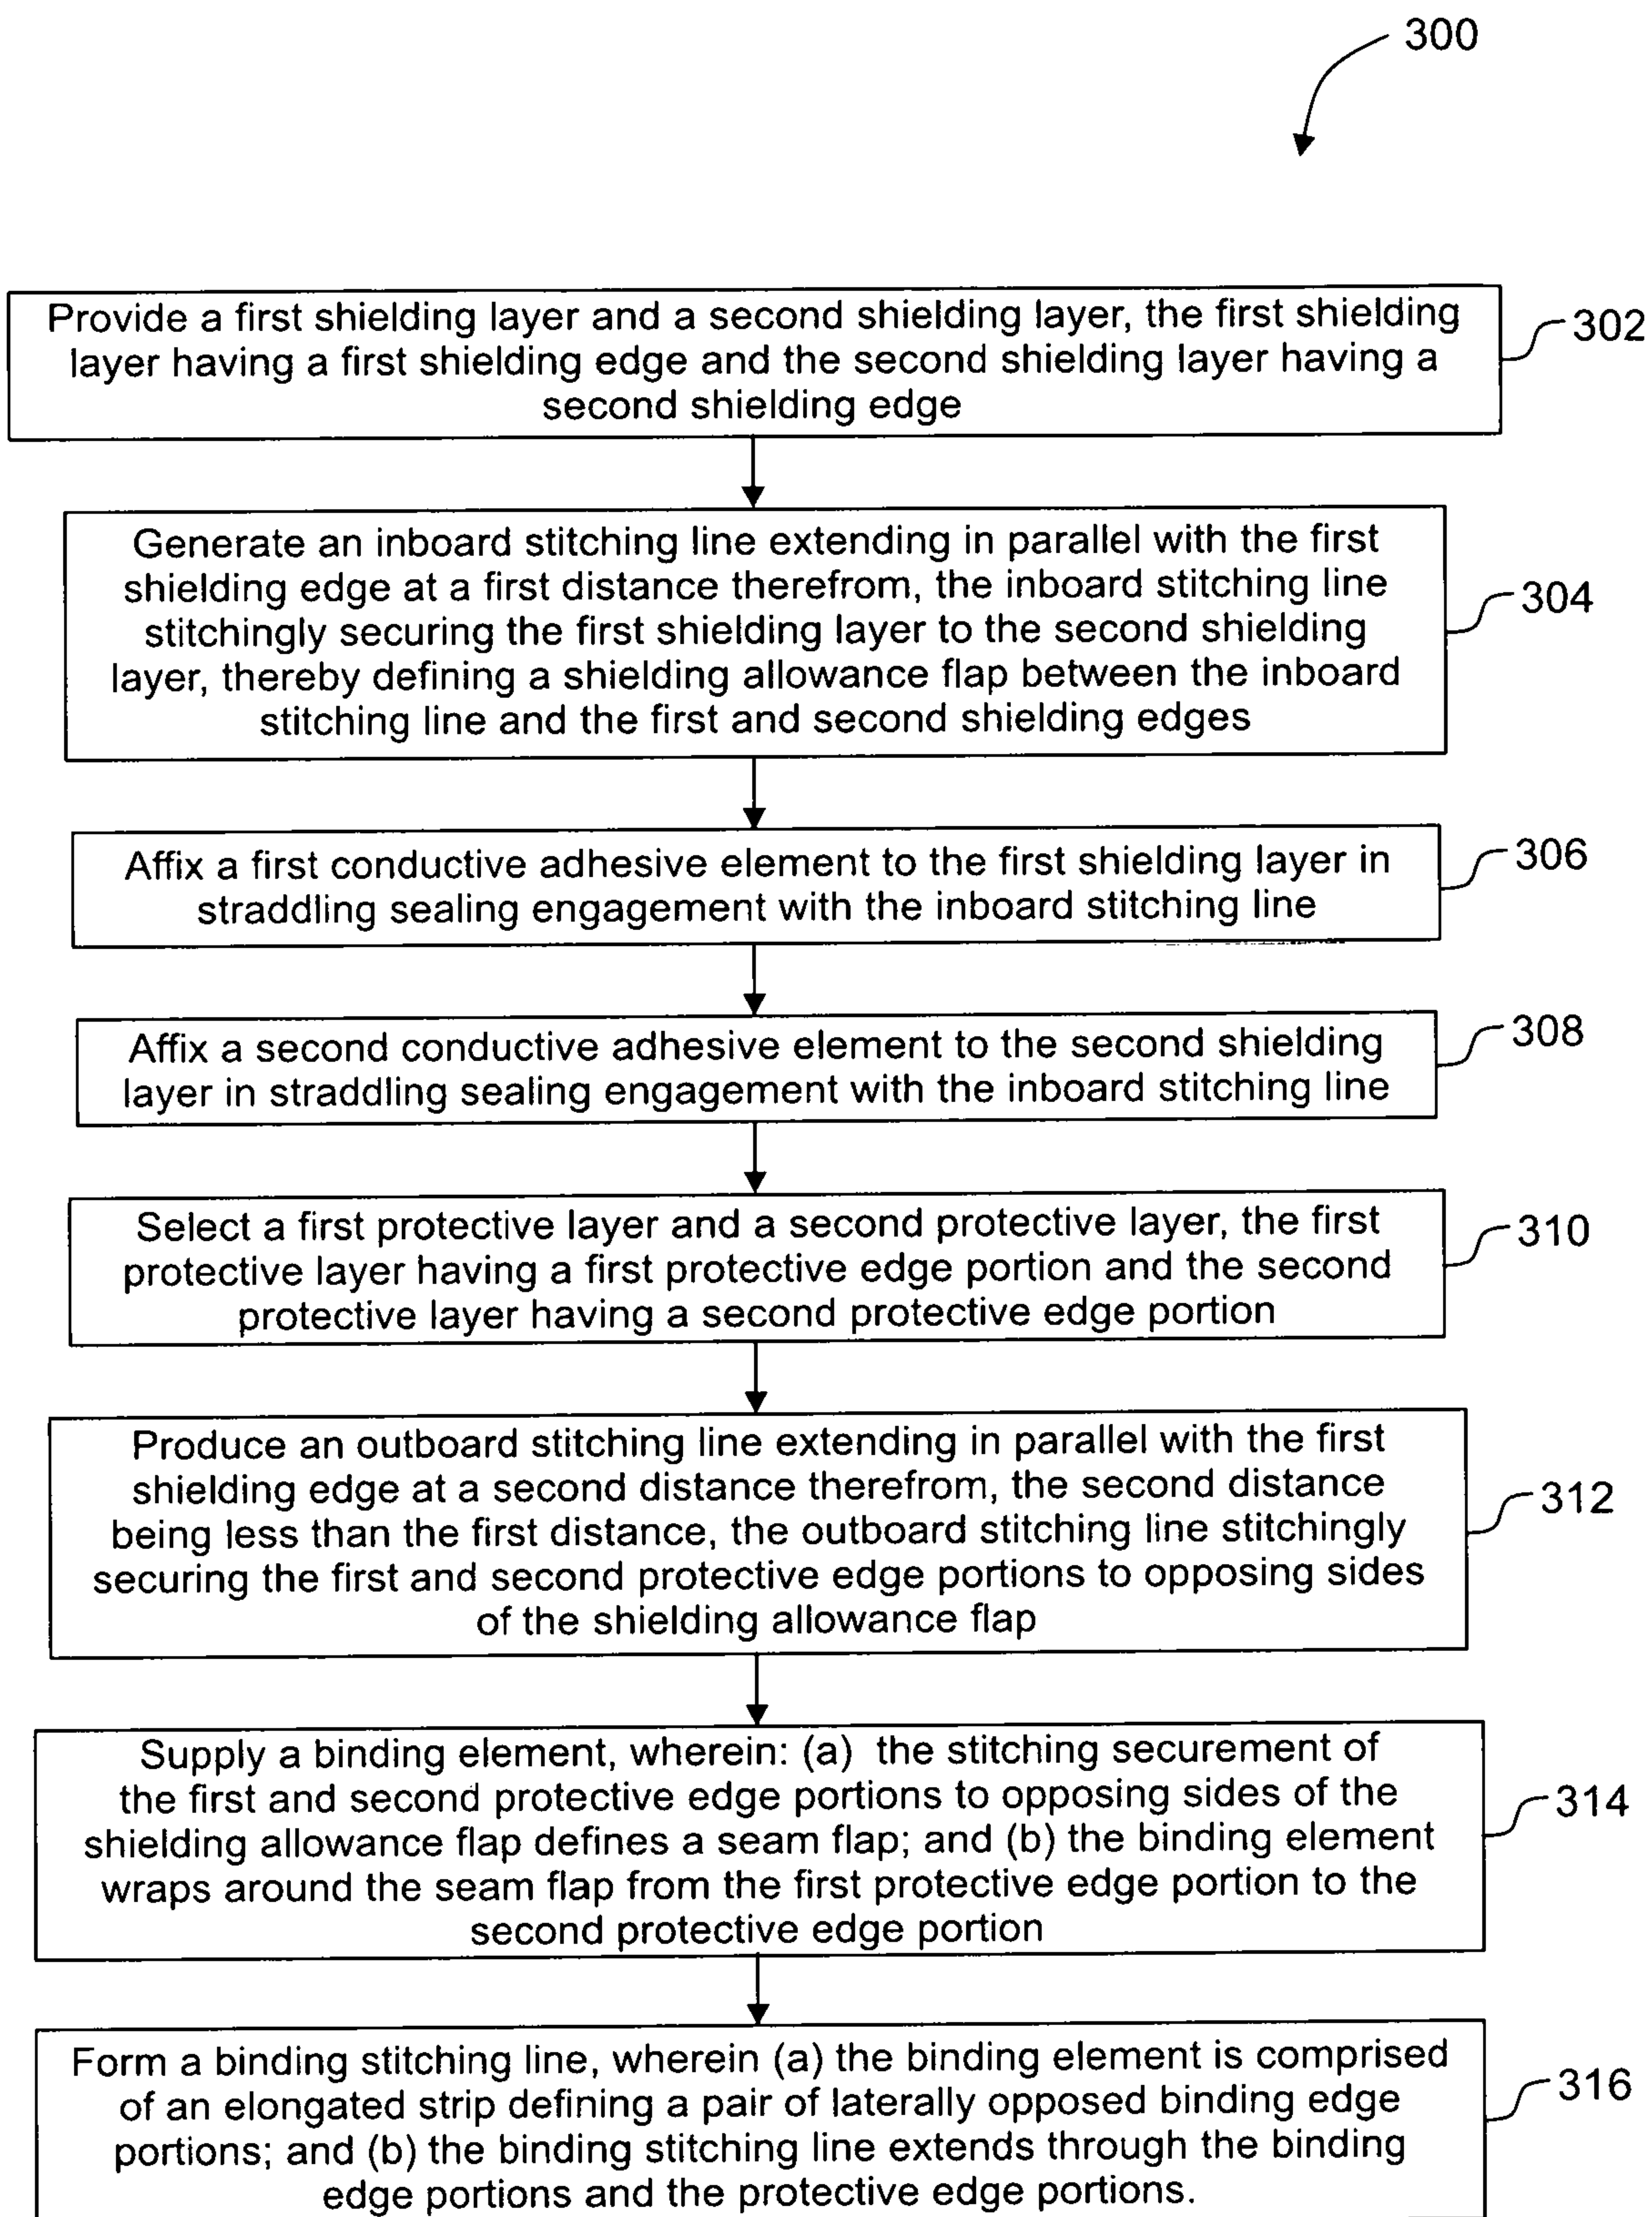 300
Provide a first shielding layer and a second shielding layer, the first shielding
layer having a first shielding edge and the second shielding layer having a
second shielding edge
302
Generate an inboard stitching line extending in parallel with the first
shielding edge at a first distance therefrom, the inboard stitching line
stitchingly securing the first shielding layer to the second shielding
layer, thereby defining a shielding allowance flap between the inboard
stitching line and the first and second shielding edges
304
Affix a first conductive adhesive element to the first shielding layer in
straddling sealing engagement with the inboard stitching line
306
Affix a second conductive adhesive element to the second shielding
layer in straddling sealing engagement with the inboard stitching line
308
Select a first protective layer and a second protective layer, the first
protective layer having a first protective edge portion and the second
protective layer having a second protective edge portion
310
Produce an outboard stitching line extending in parallel with the first
shielding edge at a second distance therefrom, the second distance
being less than the first distance, the outboard stitching line stitchingly
securing the first and second protective edge portions to opposing sides
of the shielding allowance flap
312
Supply a binding element, wherein: (a) the stitching securement of
the first and second protective edge portions to opposing sides of the
shielding allowance flap defines a seam flap; and (b) the binding element
wraps around the seam flap from the first protective edge portion to the
second protective edge portion
314
Form a binding stitching line, wherein (a) the binding element is comprised
of an elongated strip defining a pair of laterally opposed binding edge
portions; and (b) the binding stitching line extends through the binding
edge portions and the protective edge portions.
316